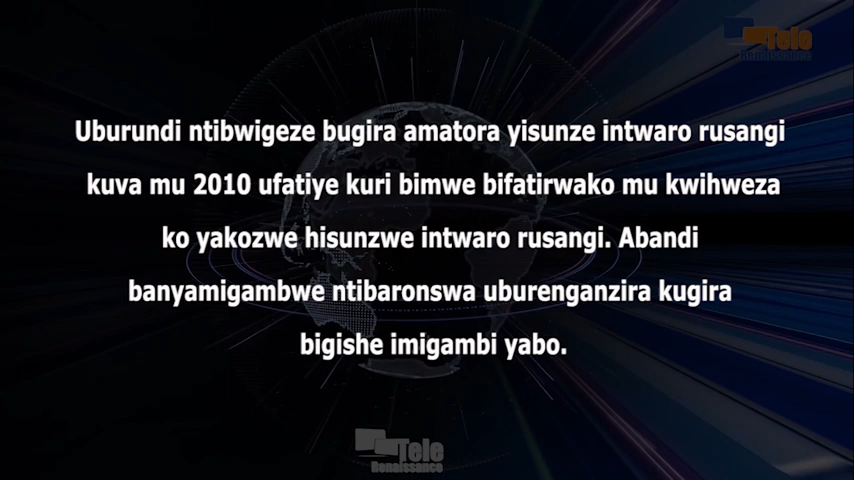 Tele
Renaissance
Uburundi ntibwigeze bugira amatora yisunze intwaro rusangi
kuva mu 2010 ufatiye kuri bimwe bifatirwako mu kwihweza
ko yakozwe hisunzwe intwaro rusangi. Abandi
banyamigambwe ntibaronswa uburenganzira kugira
bigishe imigambi yabo.
Tele
Renaissance